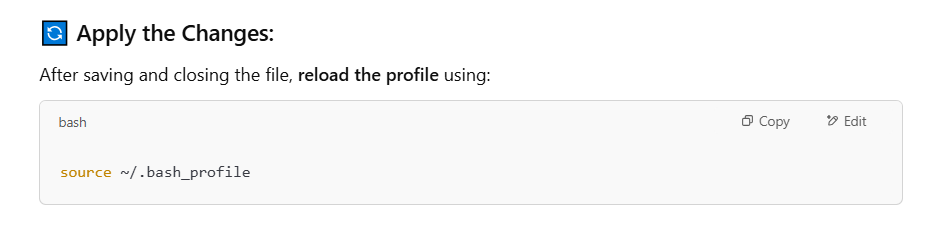 Apply the Changes:
After saving and closing the file, reload the profile using:
bash
Copy
Edit
source ~/.bash_profile